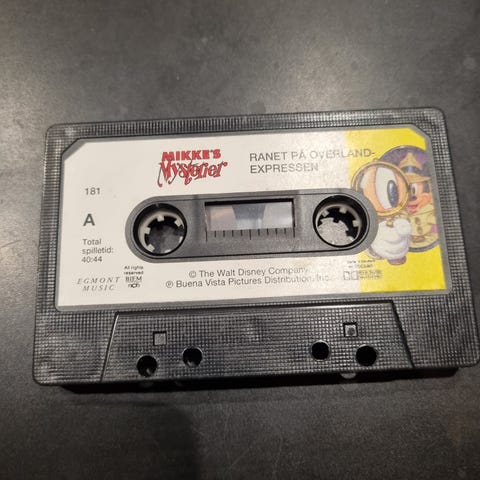 MIKKE'S
Mysterier
RANET PÅ OVERLAND-
EXPRESSEN
181
A
Total
spilletid:
40:44
All rights
reserved
BIEM
ncb
EGMONT
MUSIC
© The Walt Disney Company
℗ Buena Vista Pictures Distribution, Inc.